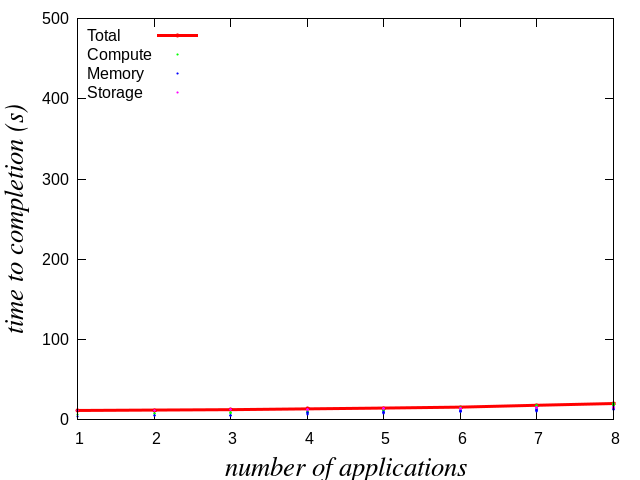 500
400
300
200
100
0
time to completion (s)
Total
Compute
Memory
Storage
1 2 3 4 5 6 7 8
number of applications